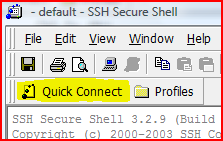 - default - SSH Secure Shell
File Edit View Window Help
Quick Connect Profiles
SSH Secure Shell 3.2.9 (Build
Copyright (c) 2000-2003 SSH Co